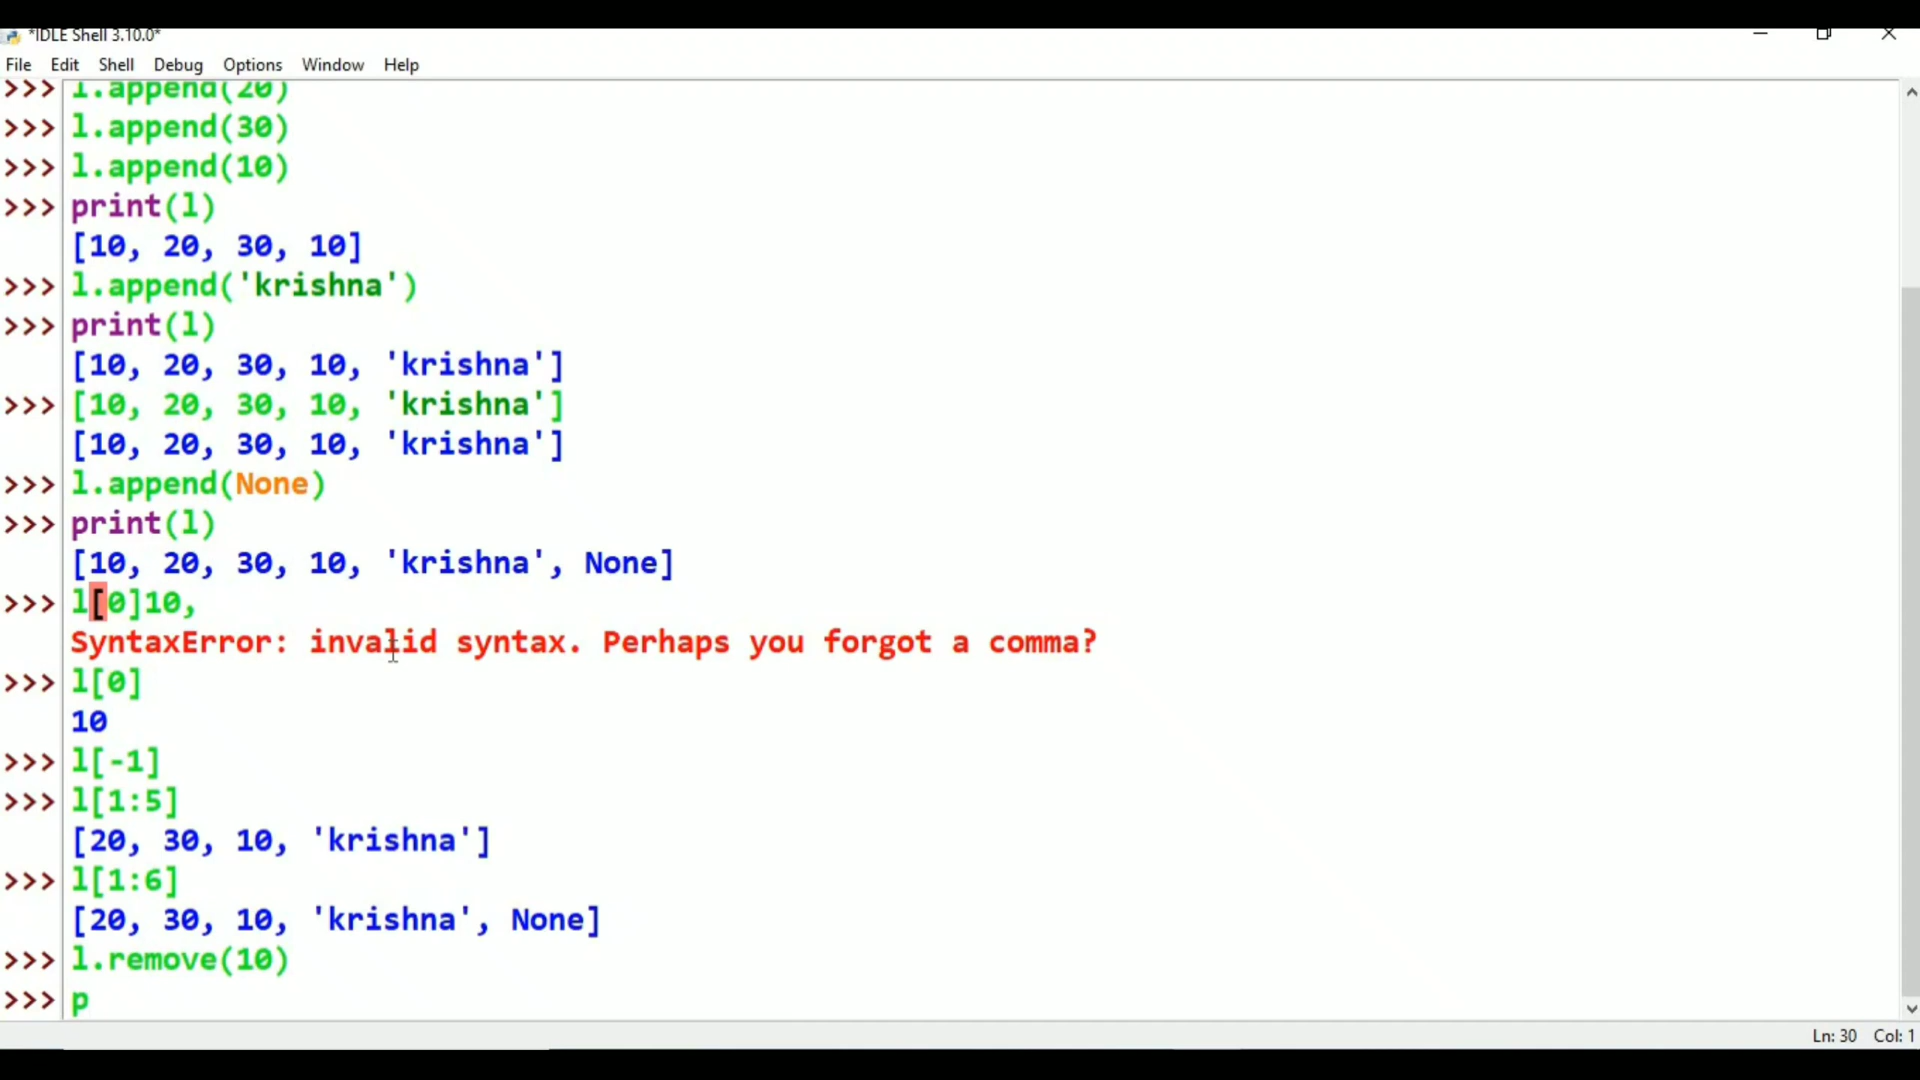 *IDLE Shell 3.10.0*
File Edit Shell Debug Options Window Help
>>> l.append(20)
>>> l.append(30)
>>> l.append(10)
>>> print(l)
[10, 20, 30, 10]
>>> l.append('krishna')
>>> print(l)
[10, 20, 30, 10, 'krishna']
>>> [10, 20, 30, 10, 'krishna']
[10, 20, 30, 10, 'krishna']
>>> l.append(None)
>>> print(l)
[10, 20, 30, 10, 'krishna', None]
>>> l[0]10,
SyntaxError: invalid syntax. Perhaps you forgot a comma?
>>> l[0]
10
>>> l[-1]
>>> l[1:5]
[20, 30, 10, 'krishna']
>>> l[1:6]
[20, 30, 10, 'krishna', None]
>>> l.remove(10)
>>> p
Ln: 30 Col: 1